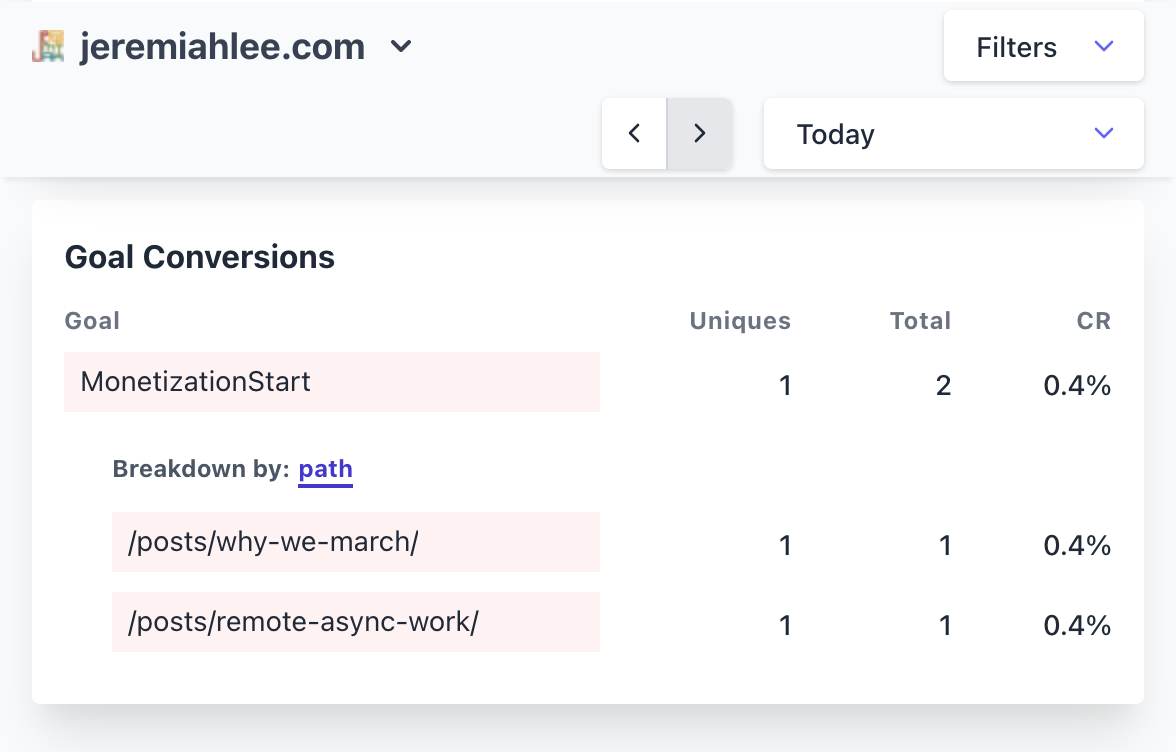 jeremiahlee.com
Filters
Today
Goal Conversions
Goal Uniques Total CR
MonetizationStart 1 2 0.4%
Breakdown by: path
/posts/why-we-march/ 1 1 0.4%
/posts/remote-async-work/ 1 1 0.4%